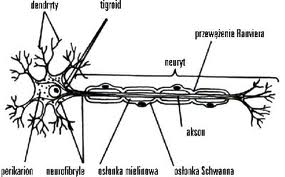 dendryty
tigroid
przewężenie Ranviera
neuryt
akson
perikarion
neurofibryle
osłonka mielinowa
osłonka Schwanna